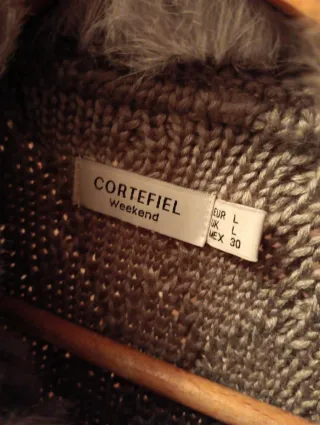 CORTEFIEL
Weekend
EUR L
UK L
MEX 30